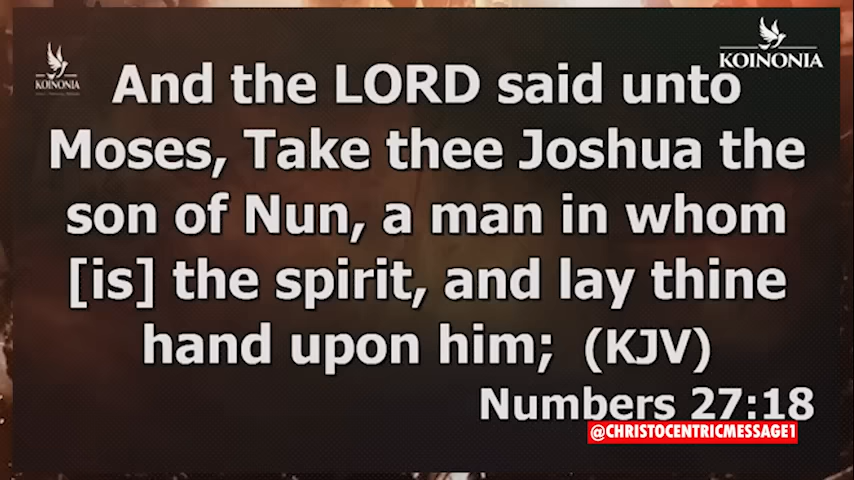 KOINONIA
KOINONIA
And the LORD said unto
Moses, Take thee Joshua the
son of Nun, a man in whom
[is] the spirit, and lay thine
hand upon him; (KJV)
Numbers 27:18
@CHRISTOCENTRICMESSAGE1